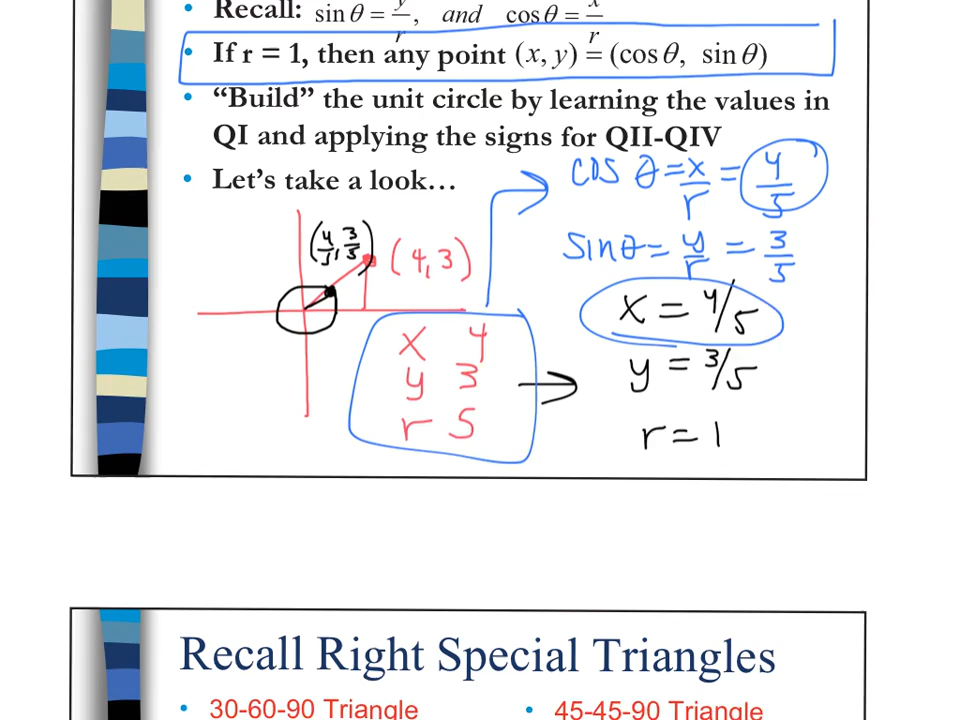 • Recall: sin θ = y/r, and cos θ = x/r
• If r = 1, then any point (x, y) = (cos θ, sin θ)
• “Build” the unit circle by learning the values in
QI and applying the signs for QII-QIV
• Let’s take a look…
cos θ = x/r = 4/5
sin θ = y/r = 3/5
(4/5, 3/5)
(4, 3)
x 4
y 3
r 5
x = 4/5
y = 3/5
r = 1
Recall Right Special Triangles
• 30-60-90 Triangle
• 45-45-90 Triangle